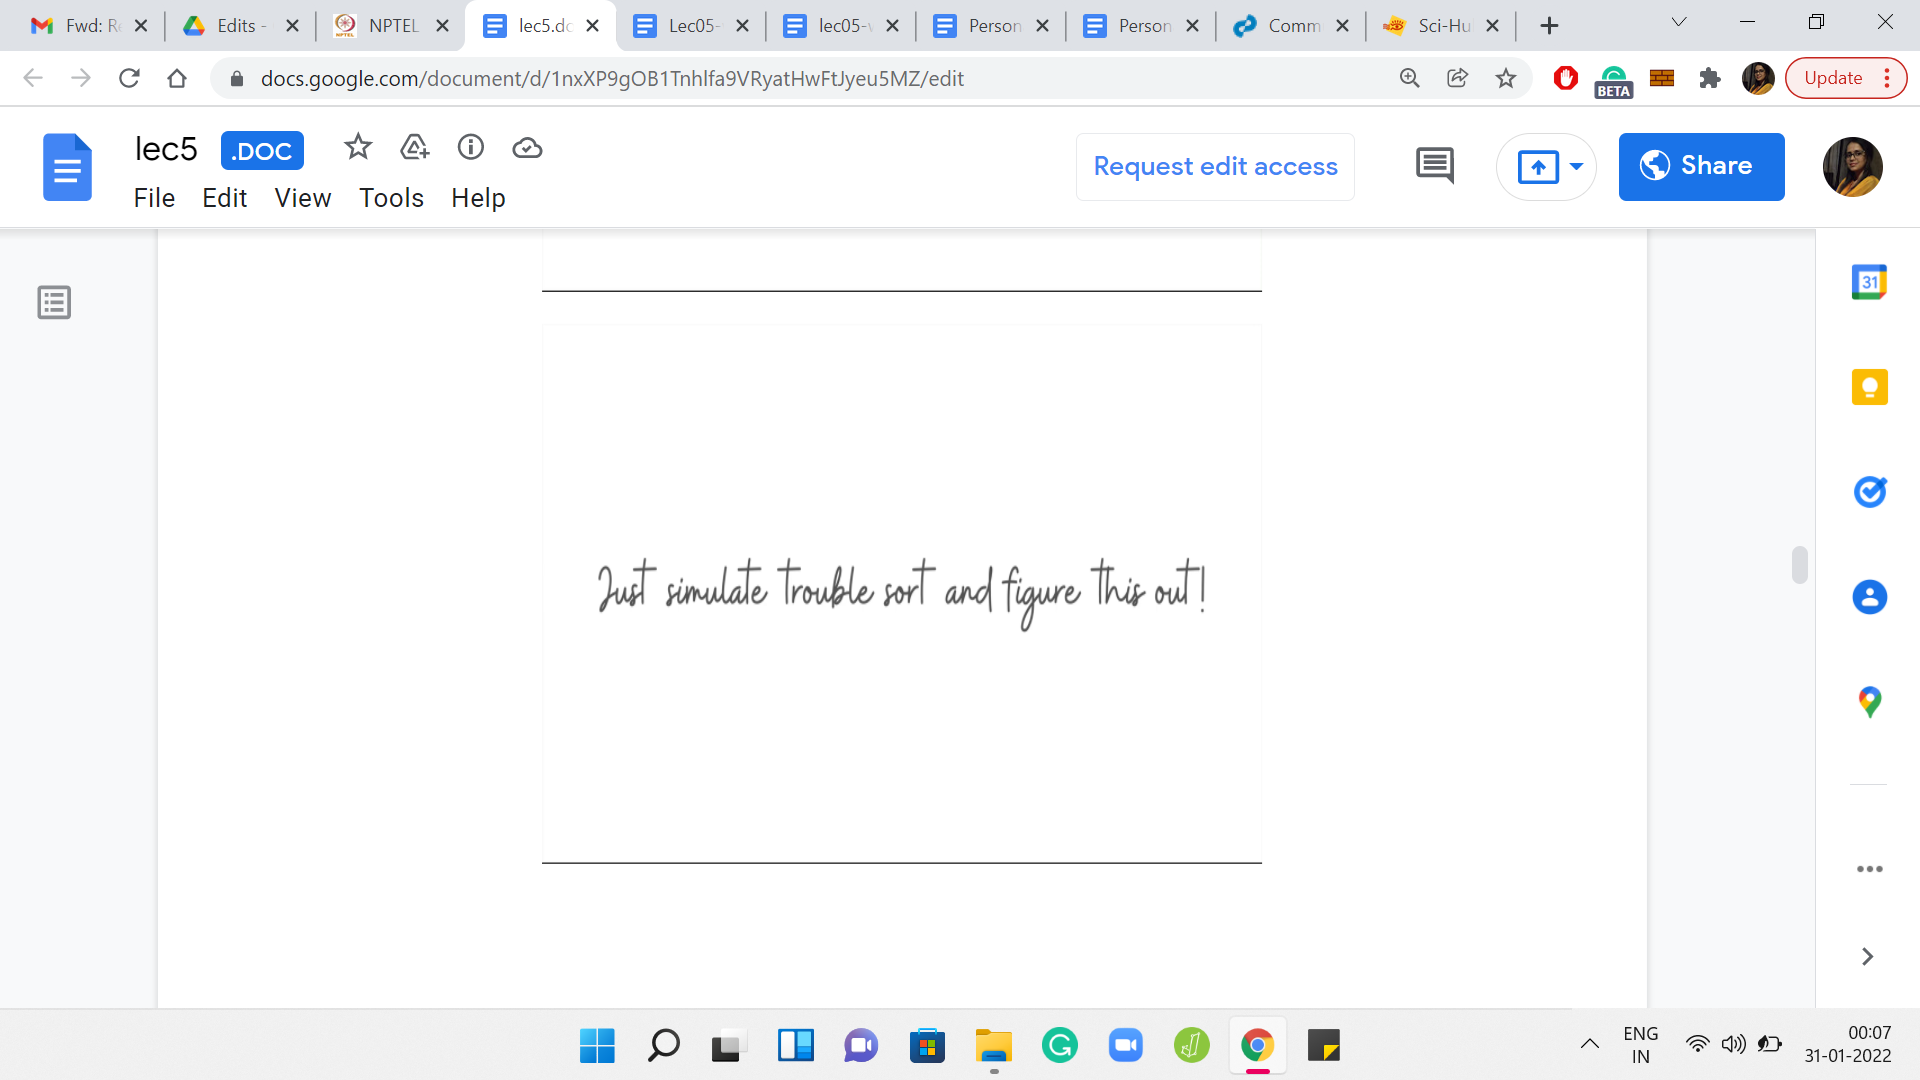 Fwd: Re
Edits -
NPTEL
lec5.do
Lec05-
lec05-v
Person
Person
Comm
Sci-Hu
docs.google.com/document/d/1nxXP9gOB1Tnhlfa9VRyatHwFtJyeu5MZ/edit
BETA
Update
lec5 .DOC
Request edit access
Share
File Edit View Tools Help
31
Just simulate trouble sort and figure this out!
ENG
IN
00:07
31-01-2022